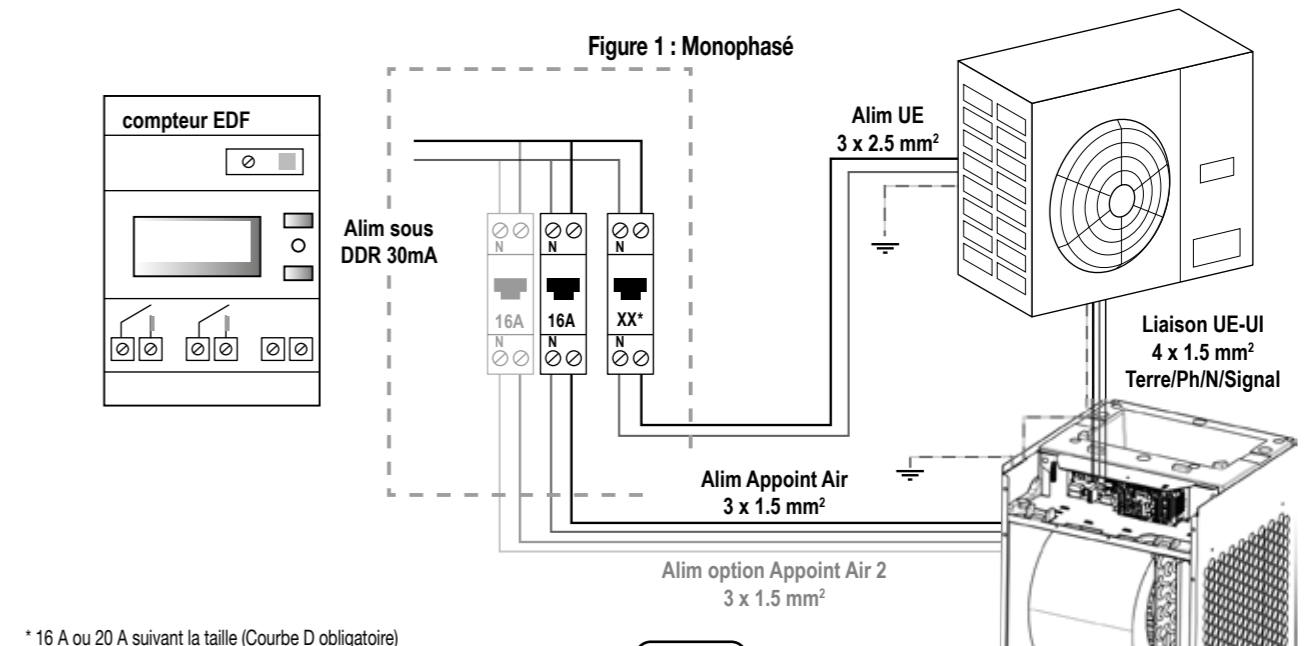 Figure 1 : Monophasé
compteur EDF
Alim sous
DDR 30mA
N
16A
N
N
16A
N
N
XX*
N
Alim UE
3 x 2.5 mm²
Liaison UE-UI
4 x 1.5 mm²
Terre/Ph/N/Signal
Alim Appoint Air
3 x 1.5 mm²
Alim option Appoint Air 2
3 x 1.5 mm²
* 16 A ou 20 A suivant la taille (Courbe D obligatoire)